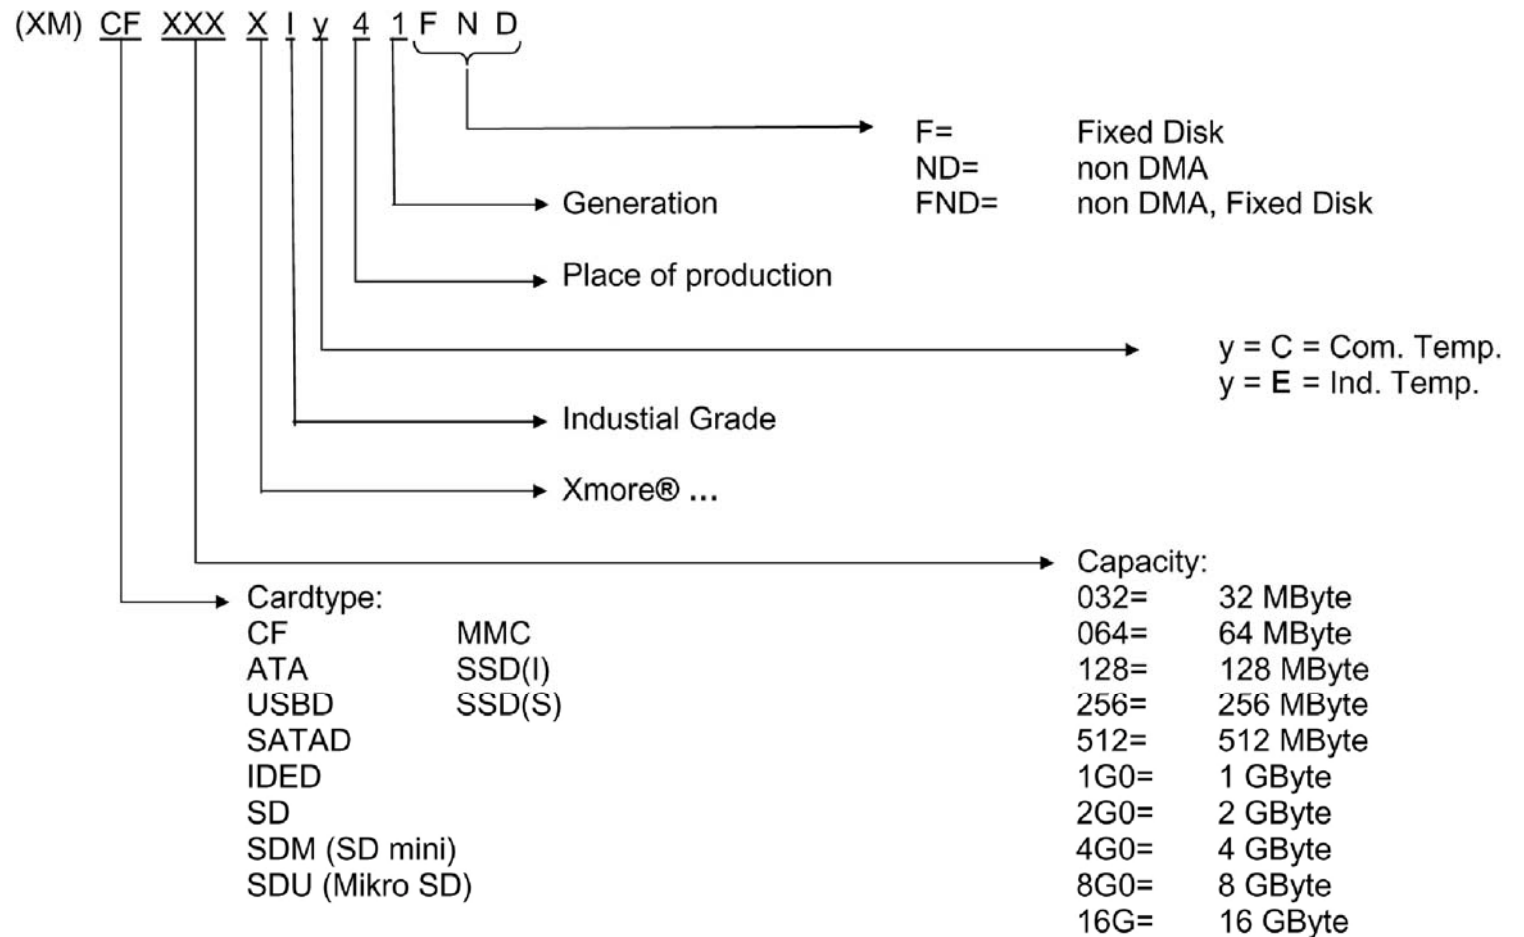 (XM) CF XXX X I y 4 1 F N D
F= Fixed Disk
ND= non DMA
Generation FND= non DMA, Fixed Disk
Place of production
y = C = Com. Temp.
y = E = Ind. Temp.
Industial Grade
Xmore® ...
Capacity:
Cardtype: 032= 32 MByte
CF MMC 064= 64 MByte
ATA SSD(I) 128= 128 MByte
USBD SSD(S) 256= 256 MByte
SATAD 512= 512 MByte
IDED 1G0= 1 GByte
SD 2G0= 2 GByte
SDM (SD mini) 4G0= 4 GByte
SDU (Mikro SD) 8G0= 8 GByte
16G= 16 GByte